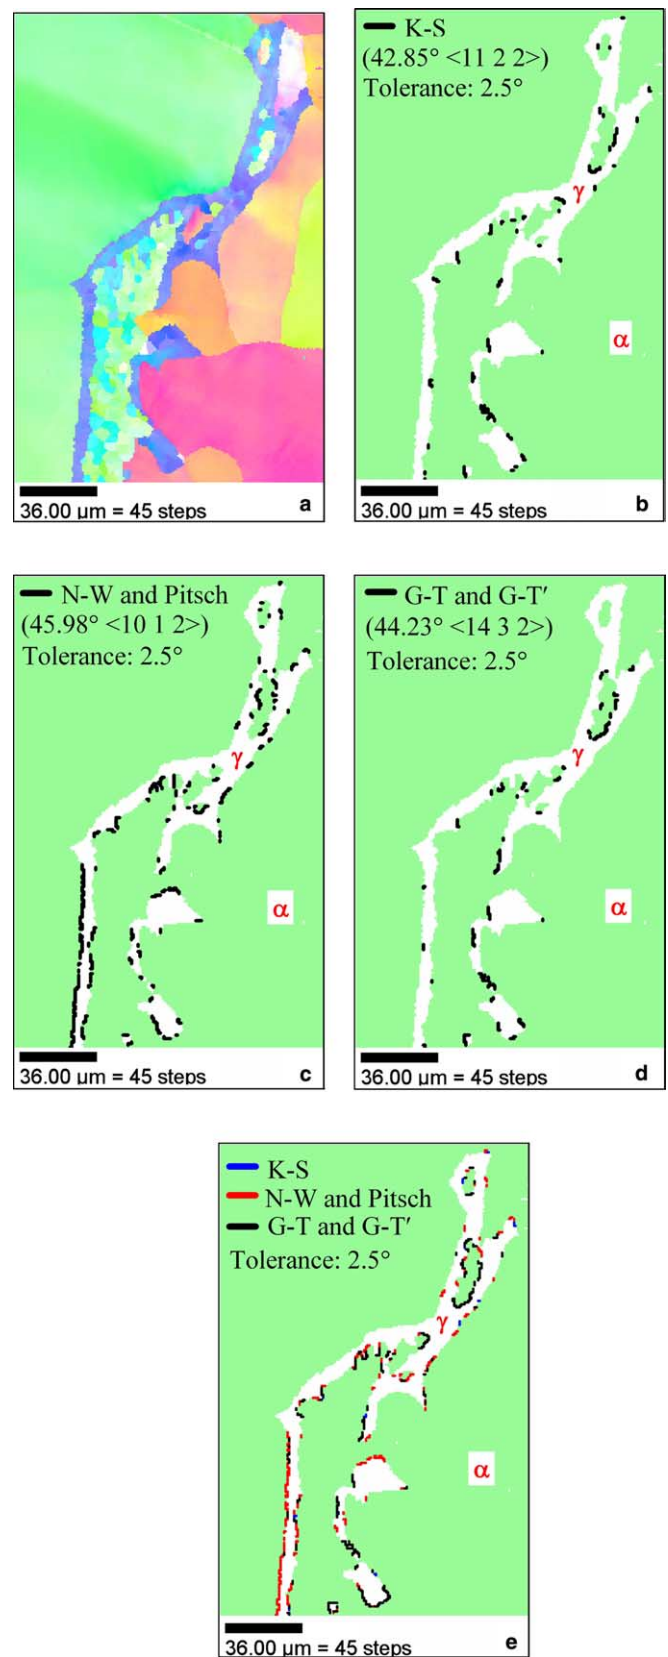 36.00 µm = 45 steps
a
K-S
(42.85° <11 2 2>)
Tolerance: 2.5°
γ
α
36.00 µm = 45 steps
b
N-W and Pitsch
(45.98° <10 1 2>)
Tolerance: 2.5°
γ
α
36.00 µm = 45 steps
c
G-T and G-T′
(44.23° <14 3 2>)
Tolerance: 2.5°
γ
α
36.00 µm = 45 steps
d
K-S
N-W and Pitsch
G-T and G-T′
Tolerance: 2.5°
γ
α
36.00 µm = 45 steps
e